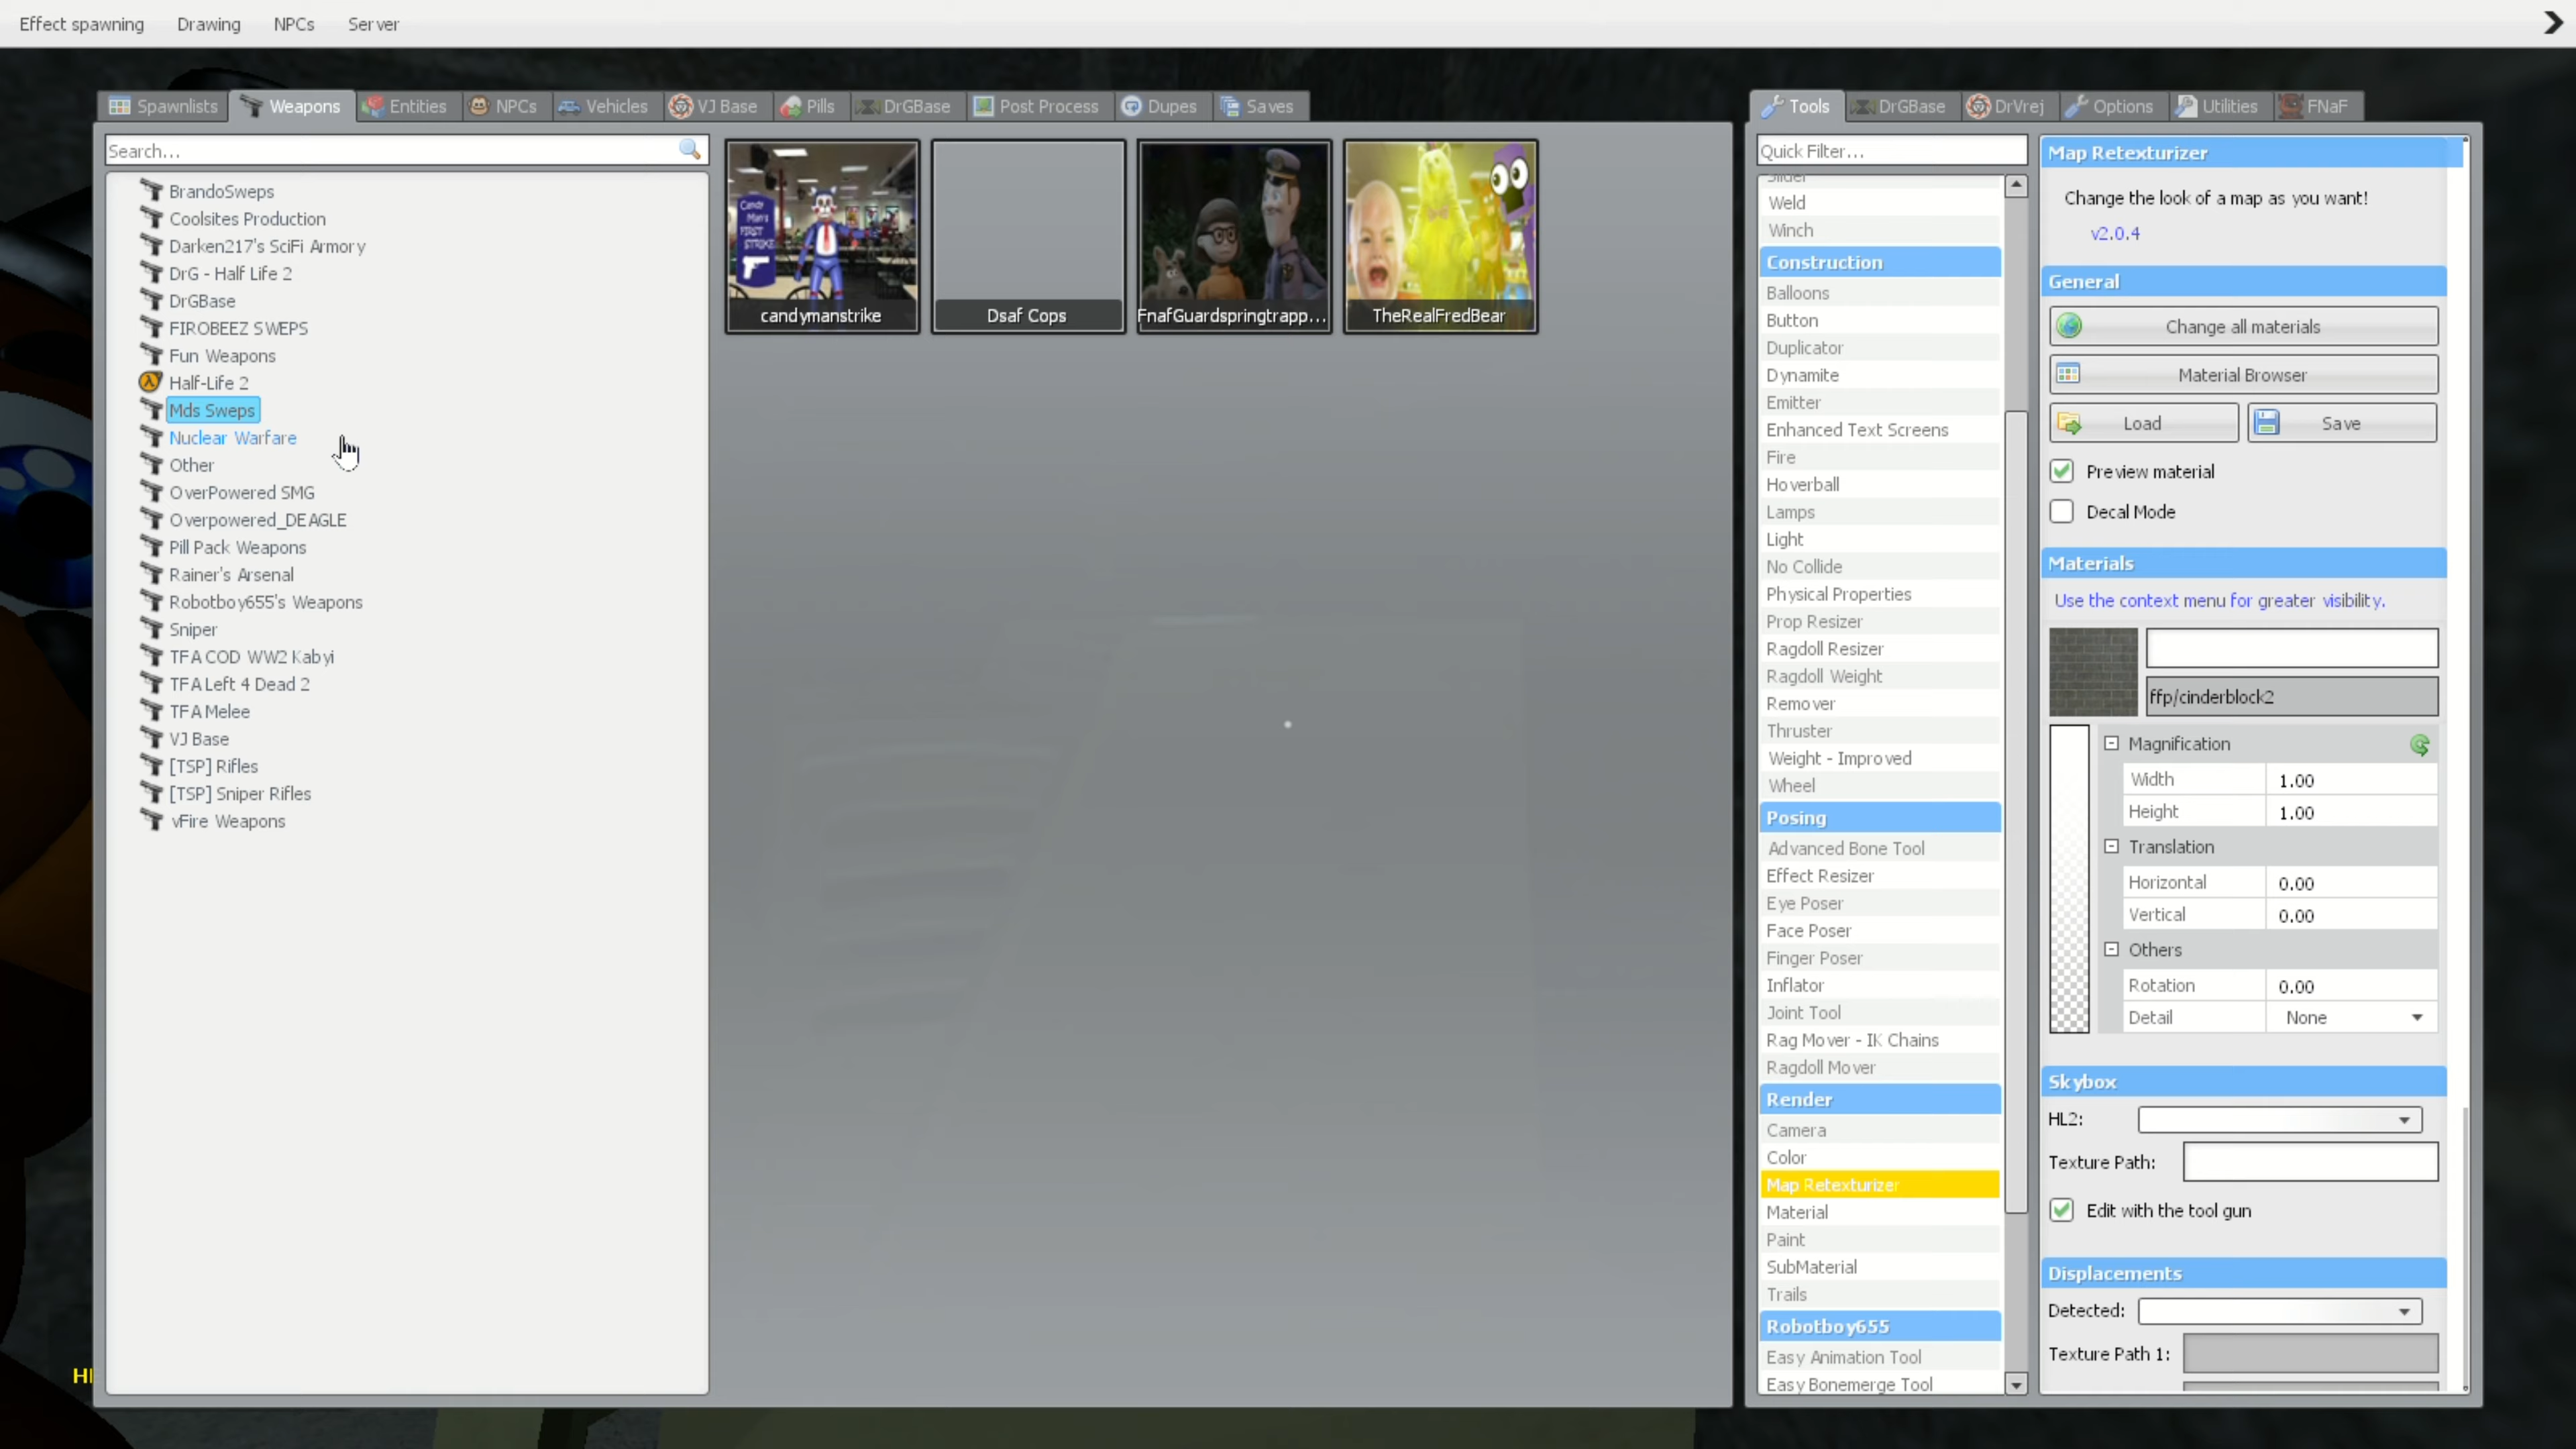 Effect spawning Drawing NPCs Server
Spawnlists Weapons Entities NPCs Vehicles VJ Base Pills DrGBase Post Process Dupes Saves
Search...
BrandoSweps
Coolsites Production
Darken217's SciFi Armory
DrG - Half Life 2
DrGBase
FIROBEEZ SWEPS
Fun Weapons
Half-Life 2
Mds Sweps
Nuclear Warfare
Other
OverPowered SMG
Overpowered_DEAGLE
Pill Pack Weapons
Rainer's Arsenal
Robotboy655's Weapons
Sniper
TFA COD WW2 Kabyi
TFA Left 4 Dead 2
TFA Melee
VJ Base
[TSP] Rifles
[TSP] Sniper Rifles
vFire Weapons
Candy
Man's
FIRST
STRIKE
candymanstrike
Dsaf Cops
FnafGuardspringtrapp...
TheRealFredBear
Tools DrGBase DrVrej Options Utilities FNaF
Quick Filter...
Slider
Weld
Winch
Construction
Balloons
Button
Duplicator
Dynamite
Emitter
Enhanced Text Screens
Fire
Hoverball
Lamps
Light
No Collide
Physical Properties
Prop Resizer
Ragdoll Resizer
Ragdoll Weight
Remover
Thruster
Weight - Improved
Wheel
Posing
Advanced Bone Tool
Effect Resizer
Eye Poser
Face Poser
Finger Poser
Inflator
Joint Tool
Rag Mover - IK Chains
Ragdoll Mover
Render
Camera
Color
Map Retexturizer
Material
Paint
SubMaterial
Trails
Robotboy655
Easy Animation Tool
Easy Bonemerge Tool
Map Retexturizer
Change the look of a map as you want!
v2.0.4
General
Change all materials
Material Browser
Load Save
Preview material
Decal Mode
Materials
Use the context menu for greater visibility.
ffp/cinderblock2
Magnification
Width 1.00
Height 1.00
Translation
Horizontal 0.00
Vertical 0.00
Others
Rotation 0.00
Detail None
Skybox
HL2:
Texture Path:
Edit with the tool gun
Displacements
Detected:
Texture Path 1: